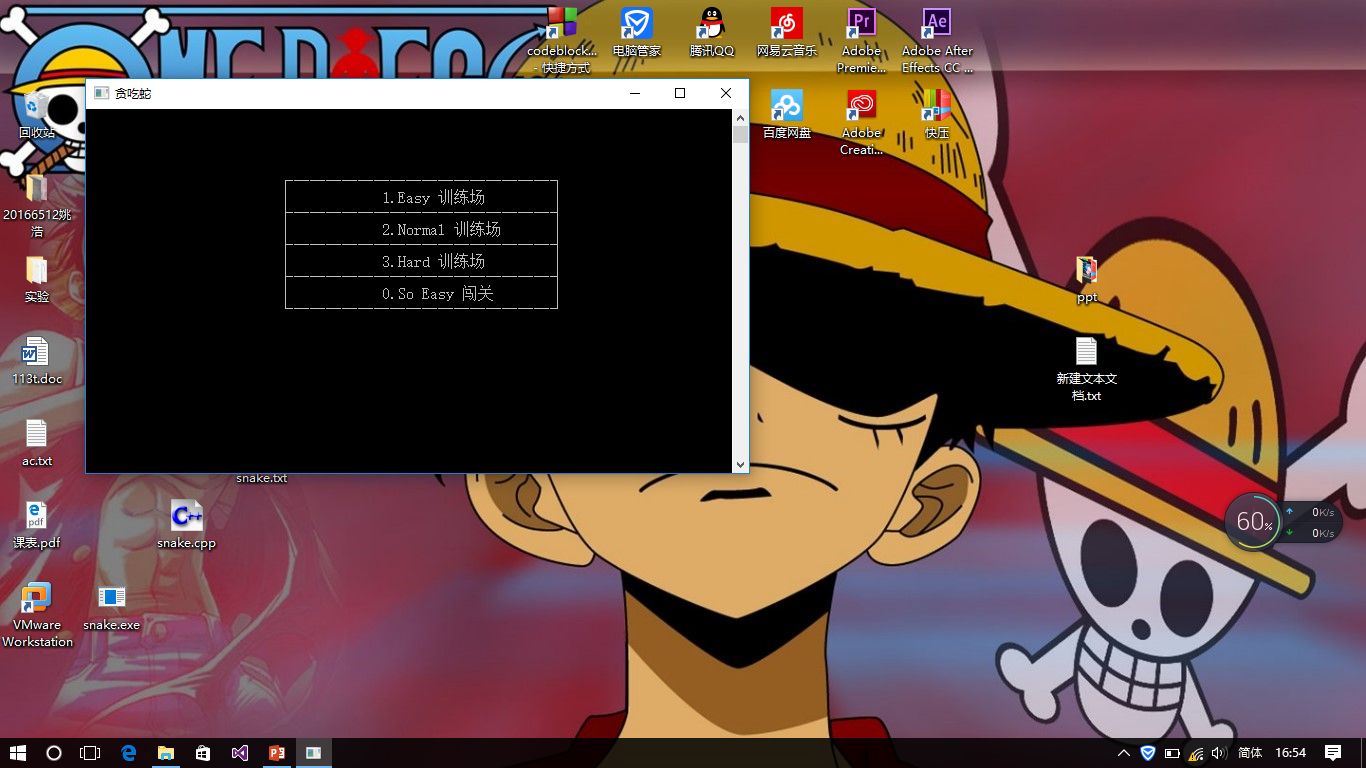 ONE PIECE
codeblock...
- 快捷方式
电脑管家
腾讯QQ
网易云音乐
Adobe
Premie...
Adobe After
Effects CC ...
百度网盘
Adobe
Creati...
快压
回收站
20166512姚
浩
实验
113t.doc
ac.txt
课表.pdf
VMware
Workstation
snake.txt
snake.cpp
snake.exe
贪吃蛇
1.Easy 训练场
2.Normal 训练场
3.Hard 训练场
0.So Easy 闯关
ppt
新建文本文
档.txt
60%
0K/s
0K/s
简体
16:54